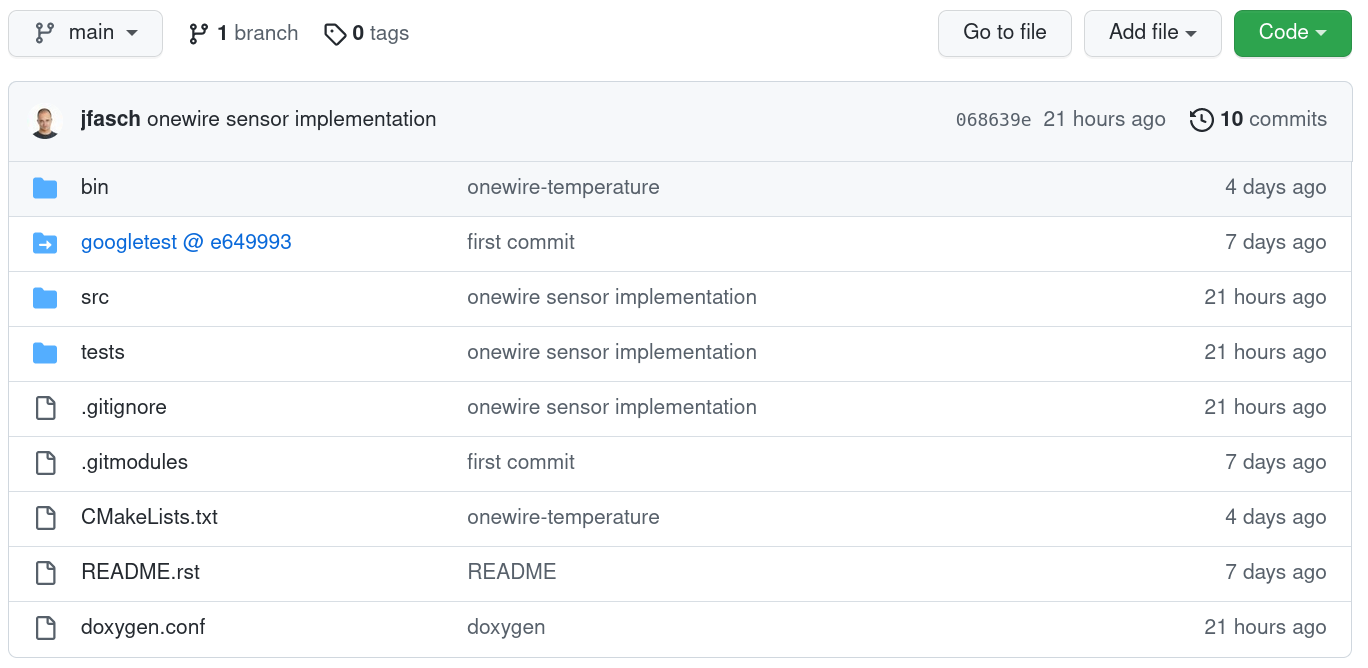 main 1 branch 0 tags Go to file Add file Code
jfasch onewire sensor implementation 068639e 21 hours ago 10 commits
bin onewire-temperature 4 days ago
googletest @ e649993 first commit 7 days ago
src onewire sensor implementation 21 hours ago
tests onewire sensor implementation 21 hours ago
.gitignore onewire sensor implementation 21 hours ago
.gitmodules first commit 7 days ago
CMakeLists.txt onewire-temperature 4 days ago
README.rst README 7 days ago
doxygen.conf doxygen 21 hours ago